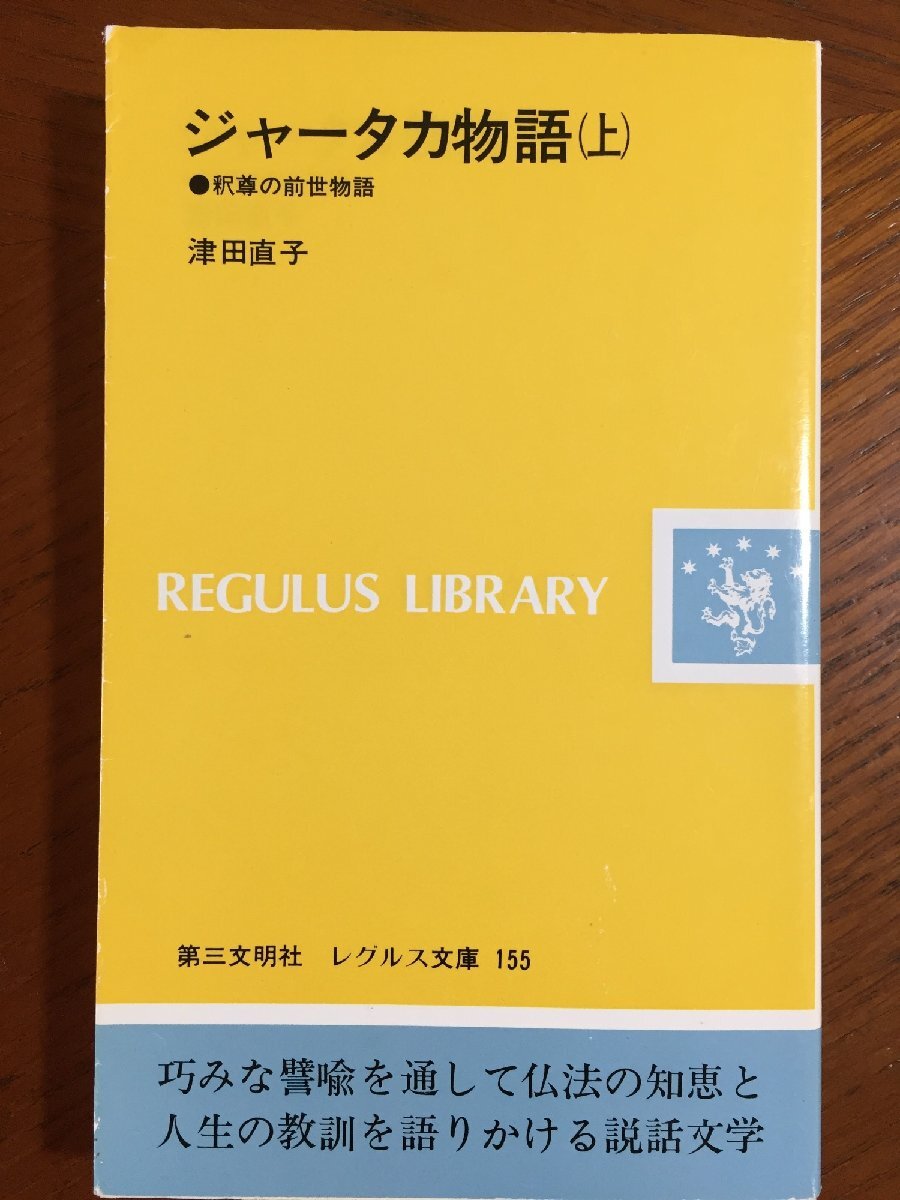 ジャータカ物語(上)
●釈尊の前世物語
津田直子
REGULUS LIBRARY
第三文明社 レグルス文庫 155
巧みな譬喩を通して仏法の知恵と
人生の教訓を語りかける説話文学